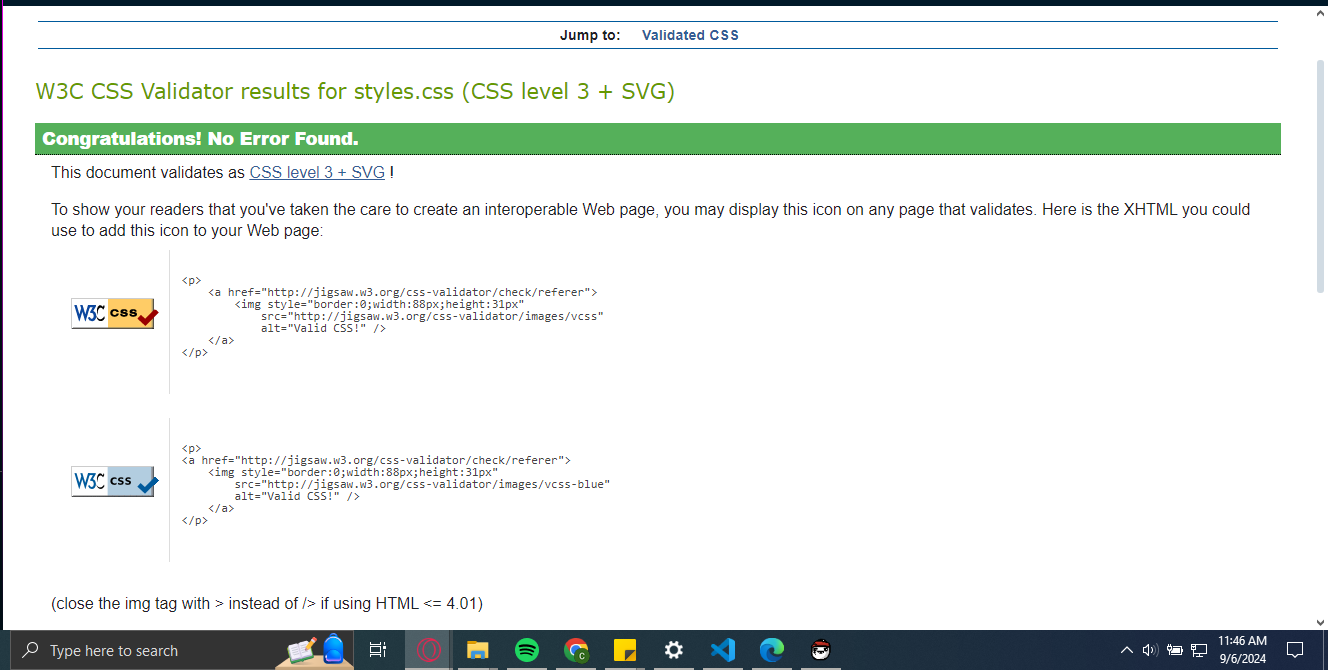 Jump to: Validated CSS
W3C CSS Validator results for styles.css (CSS level 3 + SVG)
Congratulations! No Error Found.
This document validates as CSS level 3 + SVG !
To show your readers that you've taken the care to create an interoperable Web page, you may display this icon on any page that validates. Here is the XHTML you could
use to add this icon to your Web page:
W3C css
<p>
<a href="http://jigsaw.w3.org/css-validator/check/referer">
<img style="border:0;width:88px;height:31px"
src="http://jigsaw.w3.org/css-validator/images/vcss"
alt="Valid CSS!" />
</a>
</p>
W3C css
<p>
<a href="http://jigsaw.w3.org/css-validator/check/referer">
<img style="border:0;width:88px;height:31px"
src="http://jigsaw.w3.org/css-validator/images/vcss-blue"
alt="Valid CSS!" />
</a>
</p>
(close the img tag with > instead of /> if using HTML <= 4.01)
Type here to search
11:46 AM
9/6/2024